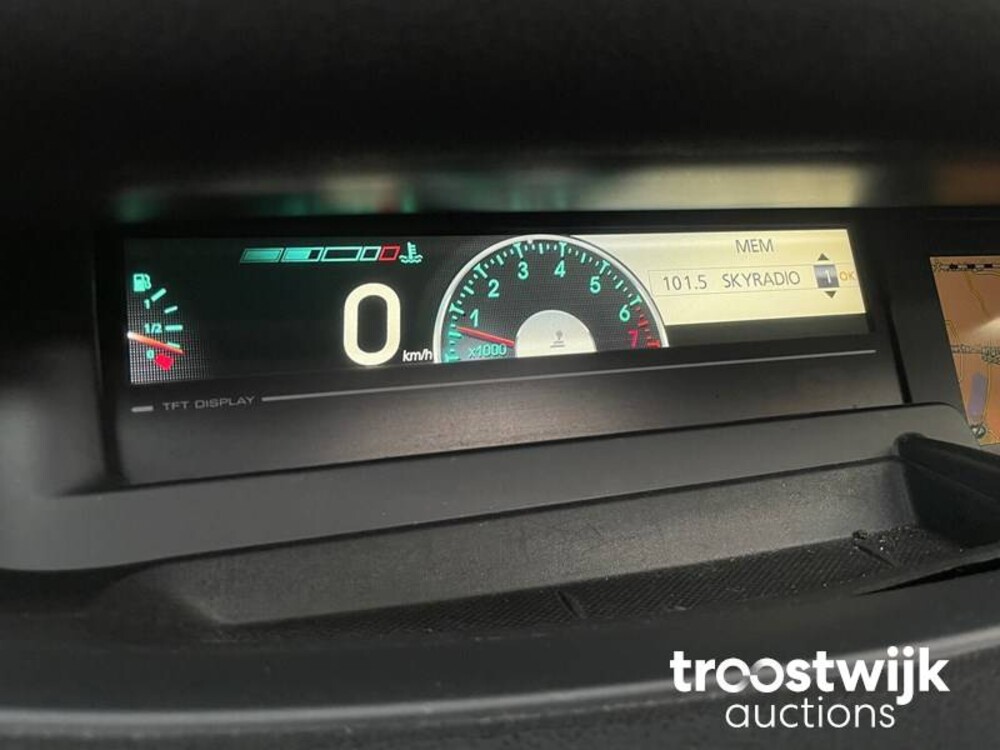 MEM
101.5 SKYRADIO 1 OK
1
1/2
0
0 km/h
1 2 3 4 5 6 7
x1000
TFT DISPLAY
troostwijk
auctions